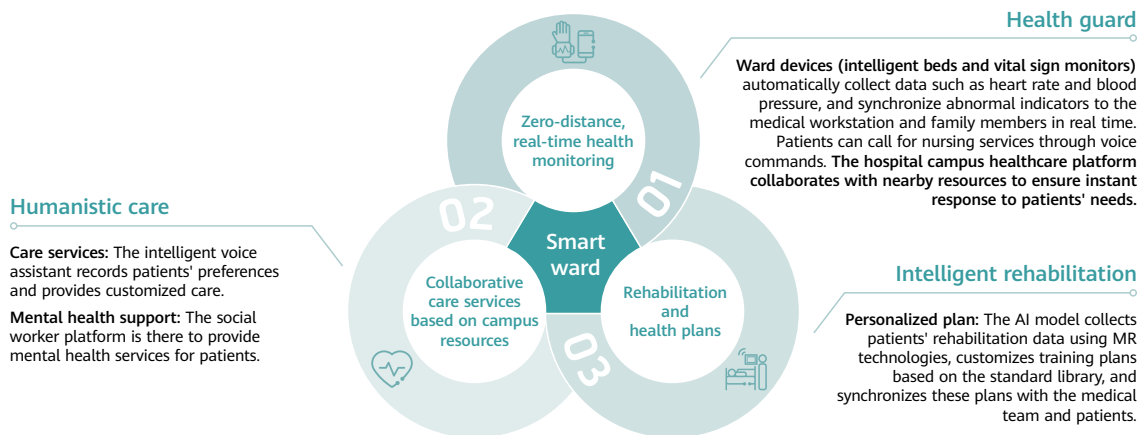 Health guard
Ward devices (intelligent beds and vital sign monitors)
automatically collect data such as heart rate and blood
pressure, and synchronize abnormal indicators to the
medical workstation and family members in real time.
Patients can call for nursing services through voice
commands. The hospital campus healthcare platform
collaborates with nearby resources to ensure instant
response to patients' needs.
Zero-distance,
real-time health
monitoring
01
Humanistic care
Care services: The intelligent voice
assistant records patients' preferences
and provides customized care.
Mental health support: The social
worker platform is there to provide
mental health services for patients.
02
Collaborative
care services
based on campus
resources
Smart
ward
Rehabilitation
and
health plans
03
Intelligent rehabilitation
Personalized plan: The AI model collects
patients' rehabilitation data using MR
technologies, customizes training plans
based on the standard library, and
synchronizes these plans with the medical
team and patients.